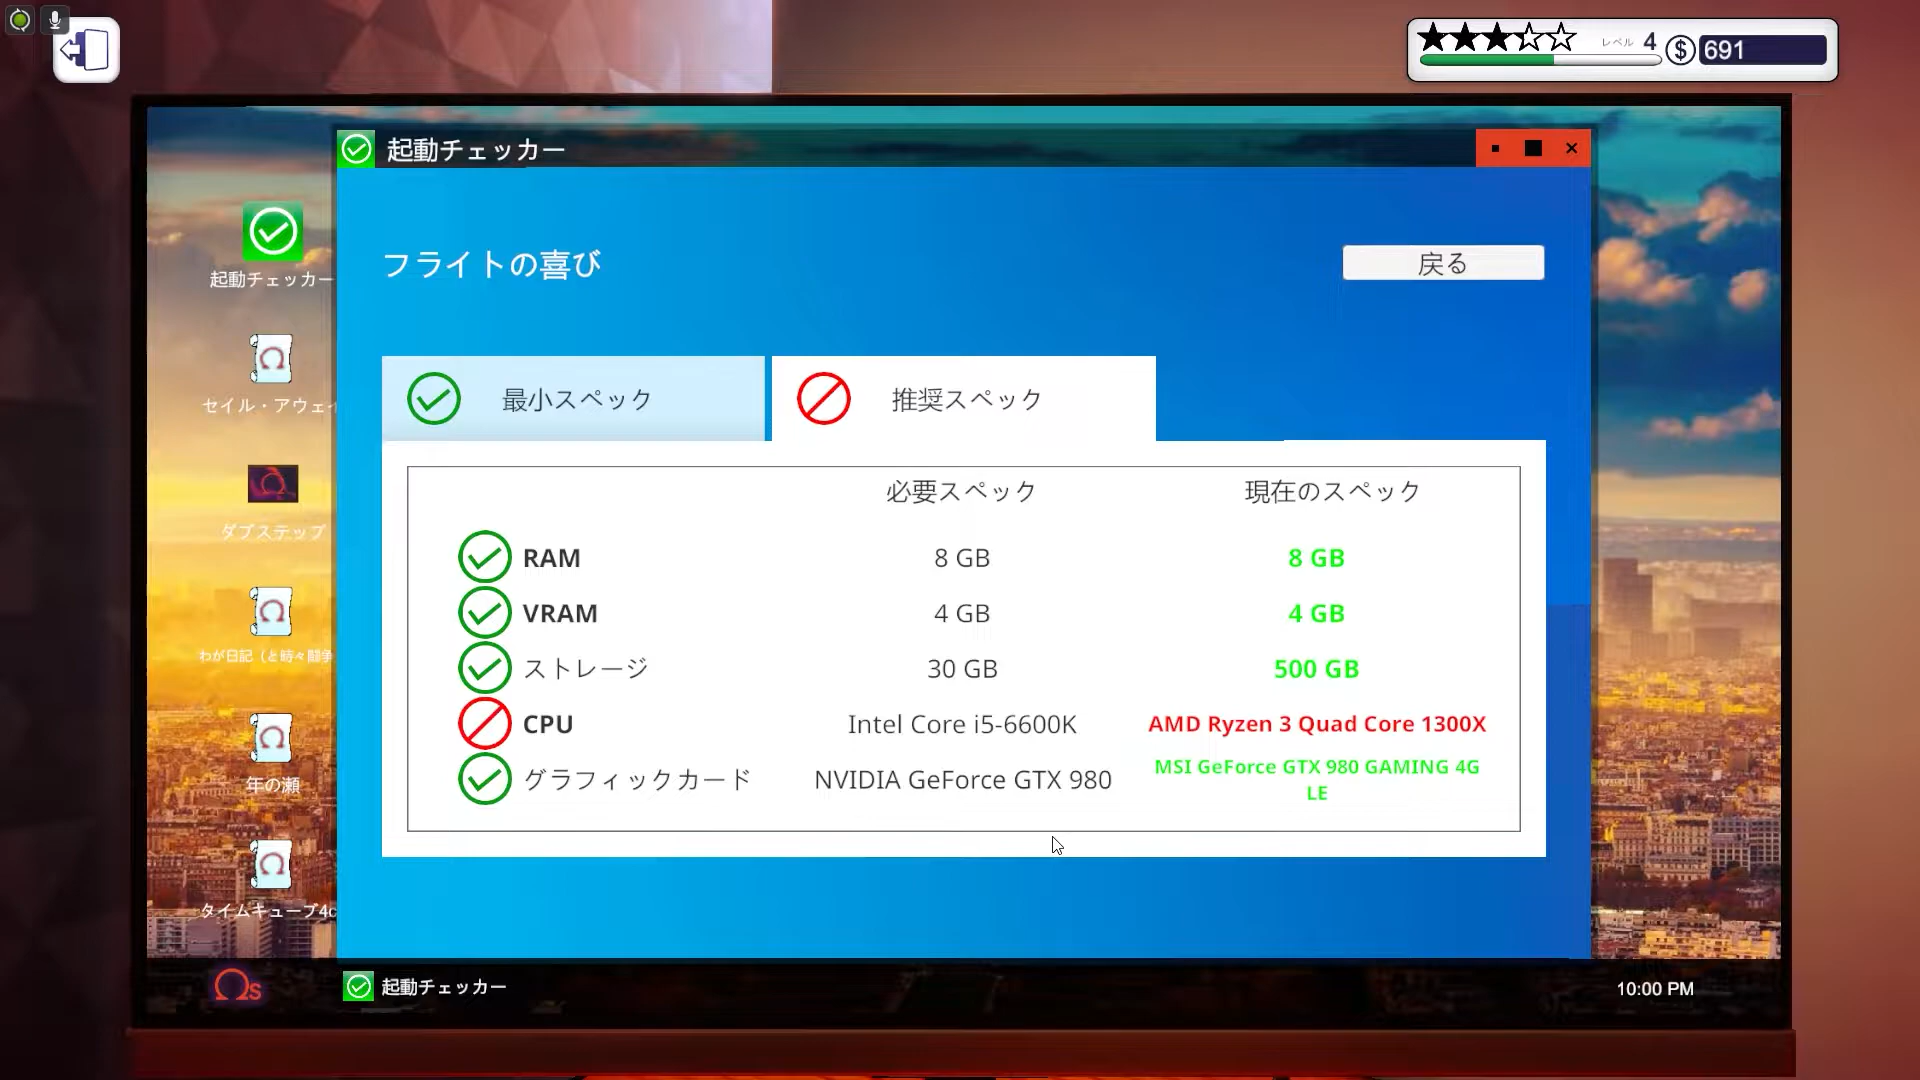 レベル 4
$ 691
起動チェッカー
フライトの喜び
戻る
最小スペック
推奨スペック
必要スペック 現在のスペック
RAM 8 GB 8 GB
VRAM 4 GB 4 GB
ストレージ 30 GB 500 GB
CPU Intel Core i5-6600K AMD Ryzen 3 Quad Core 1300X
グラフィックカード NVIDIA GeForce GTX 980 MSI GeForce GTX 980 GAMING 4G
LE
起動チェッカー
セイル・アウェイ
ダブステップ
わが日記（と時々闘争
年の瀬
タイムキューブ4c
Ωs
起動チェッカー
10:00 PM